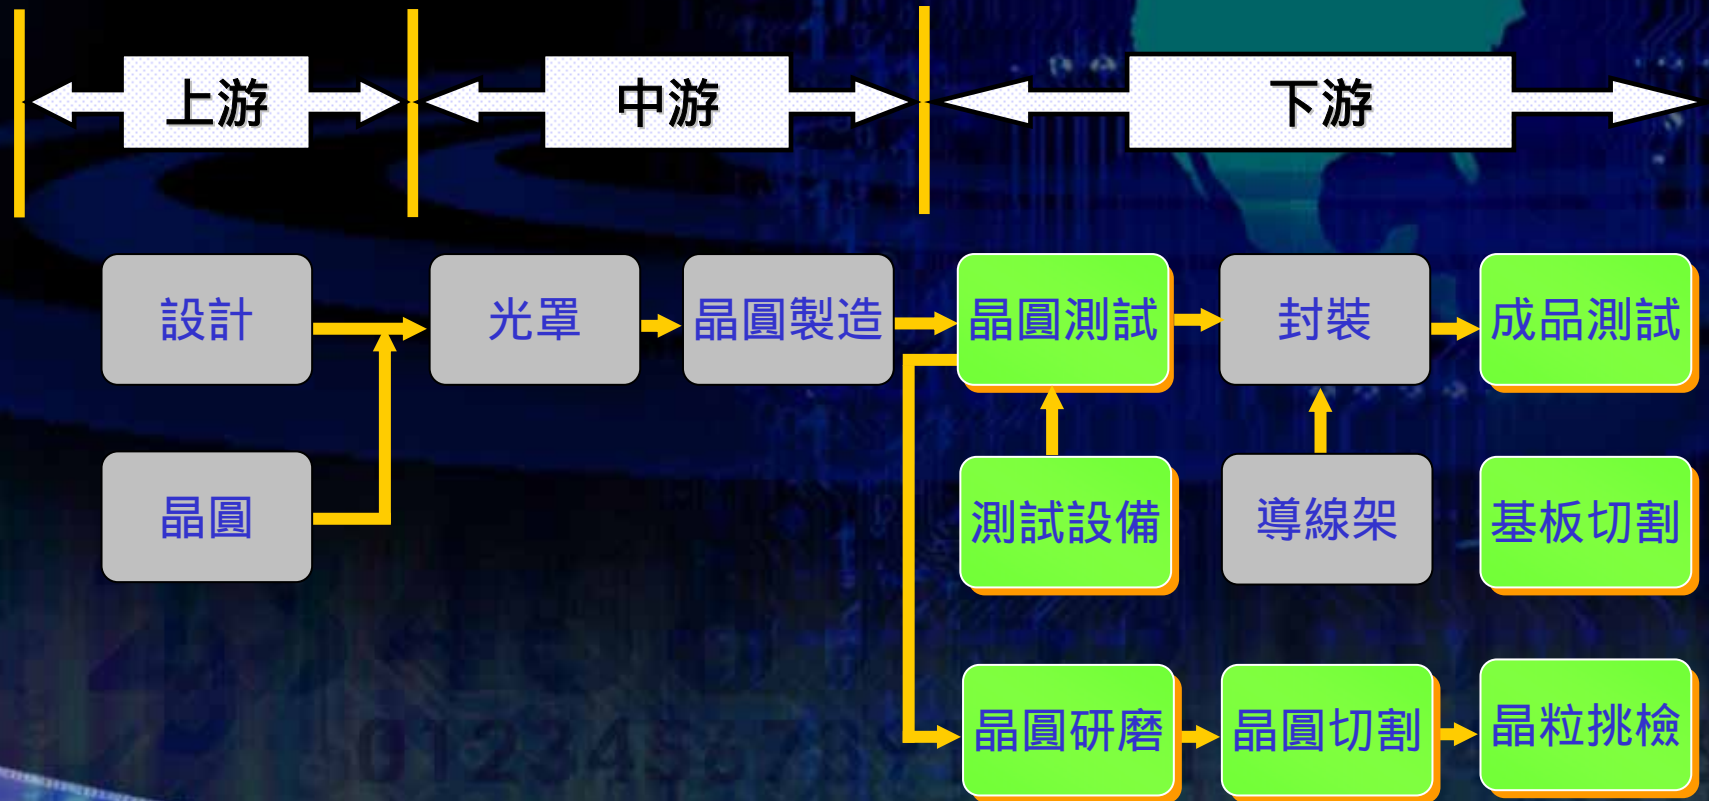 上游
中游
下游
設計
光罩
晶圓製造
晶圓測試
封裝
成品測試
晶圓
測試設備
導線架
基板切割
晶圓研磨
晶圓切割
晶粒挑檢